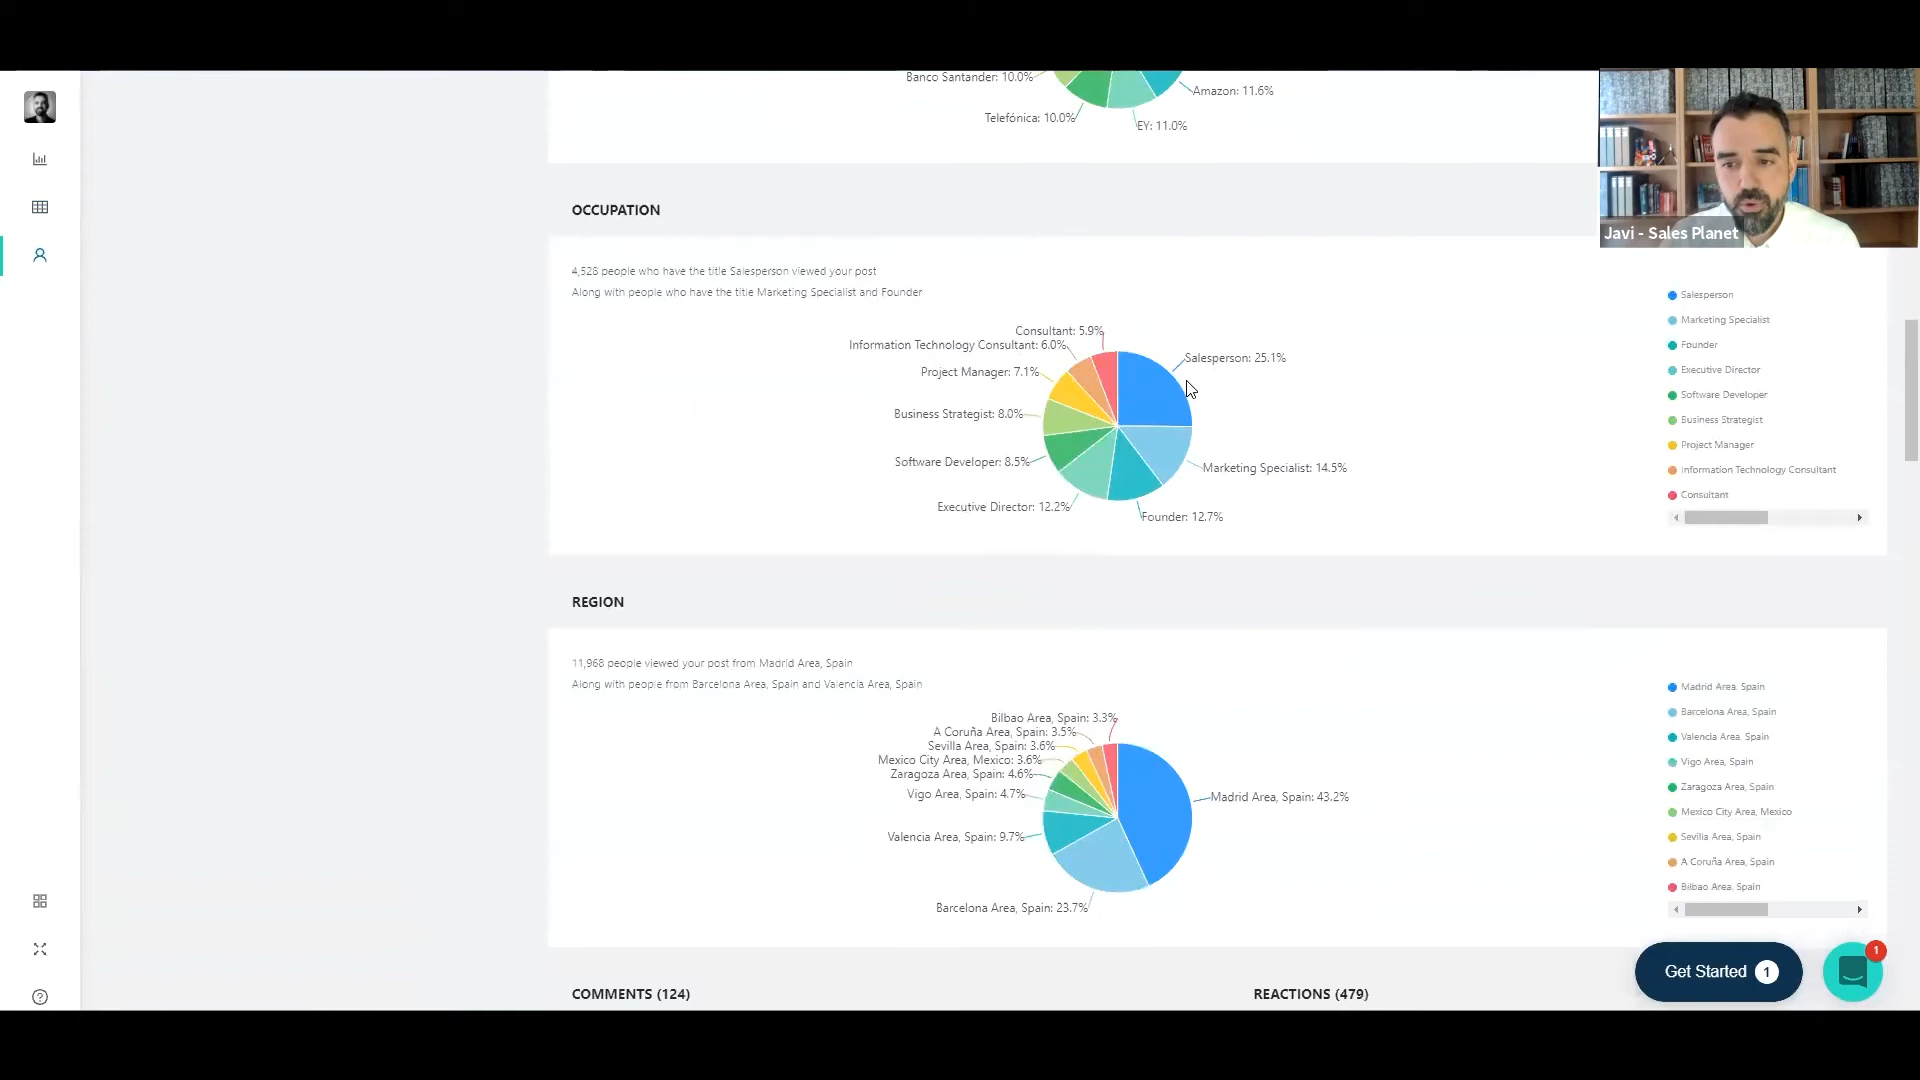 Banco Santander: 10.0%
Amazon: 11.6%
Telefónica: 10.0%
EY: 11.0%
Javi - Sales Planet
OCCUPATION
4,528 people who have the title Salesperson viewed your post
Along with people who have the title Marketing Specialist and Founder
Consultant: 5.9%
Information Technology Consultant: 6.0%
Salesperson: 25.1%
Project Manager: 7.1%
Business Strategist: 8.0%
Software Developer: 8.5%
Marketing Specialist: 14.5%
Executive Director: 12.2%
Founder: 12.7%
Salesperson
Marketing Specialist
Founder
Executive Director
Software Developer
Business Strategist
Project Manager
Information Technology Consultant
Consultant
REGION
11,968 people viewed your post from Madrid Area, Spain
Along with people from Barcelona Area, Spain and Valencia Area, Spain
Bilbao Area, Spain: 3.3%
A Coruña Area, Spain: 3.5%
Sevilla Area, Spain: 3.6%
Mexico City Area, Mexico: 3.6%
Zaragoza Area, Spain: 4.6%
Vigo Area, Spain: 4.7%
Madrid Area, Spain: 43.2%
Valencia Area, Spain: 9.7%
Barcelona Area, Spain: 23.7%
Madrid Area, Spain
Barcelona Area, Spain
Valencia Area, Spain
Vigo Area, Spain
Zaragoza Area, Spain
Mexico City Area, Mexico
Sevilla Area, Spain
A Coruña Area, Spain
Bilbao Area, Spain
COMMENTS (124)
REACTIONS (479)
Get Started 1
1